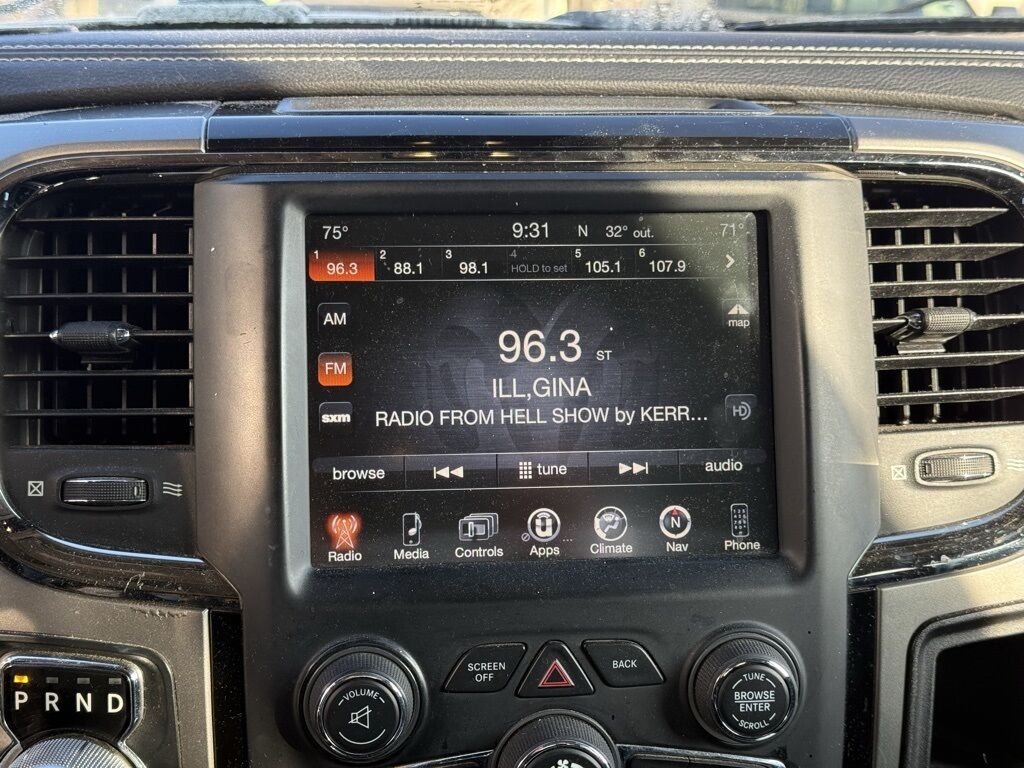 75° 9:31 N 32° out. 71°
1 96.3 2 88.1 3 98.1 4 HOLD to set 5 105.1 6 107.9 >
AM
map
FM
96.3 ST
ILL,GINA
sxm
RADIO FROM HELL SHOW by KERR...
HD
browse tune audio
Radio Media Controls Apps ... Climate N Nav Phone
SCREEN OFF
BACK
VOLUME
TUNE
BROWSE
ENTER
SCROLL
P R N D